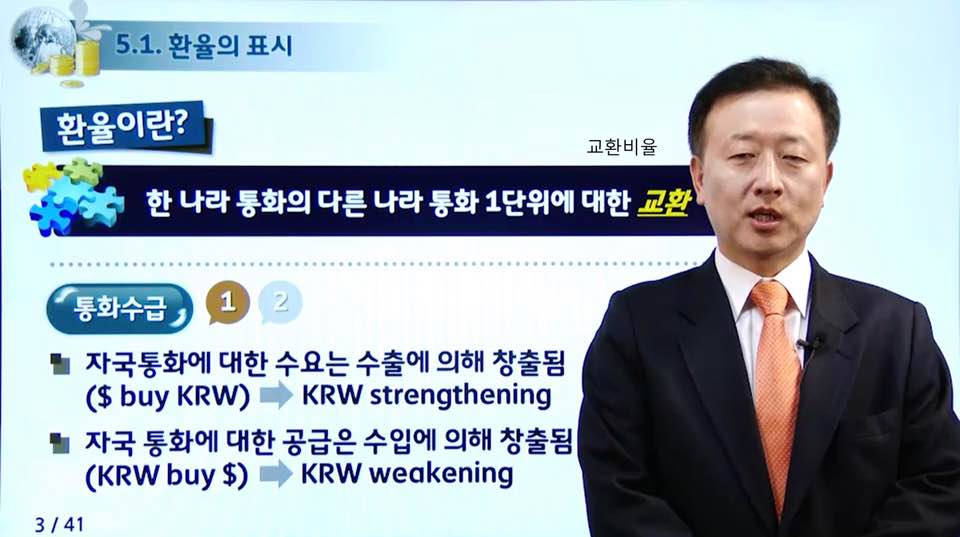 5.1. 환율의 표시
환율이란?
교환비율
한 나라 통화의 다른 나라 통화 1단위에 대한 교환
통화수급 1 2
자국통화에 대한 수요는 수출에 의해 창출됨
($ buy KRW) ➡ KRW strengthening
자국 통화에 대한 공급은 수입에 의해 창출됨
(KRW buy $) ➡ KRW weakening
3 / 41